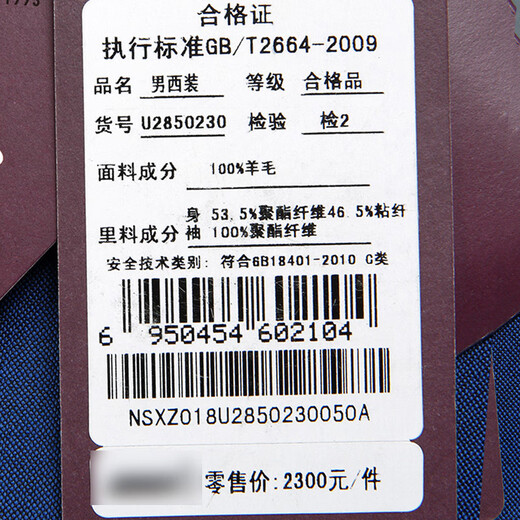 合格证
执行标准GB/T2664-2009
品名 男西装 等级 合格品
货号 U2850230 检验 检2
面料成分 100%羊毛
身 53.5%聚酯纤维46.5%粘纤
里料成分 袖 100%聚酯纤维
安全技术类别: 符合GB18401-2010 C类
6 950454 602104
NSXZ018U2850230050A
零售价:2300元/件